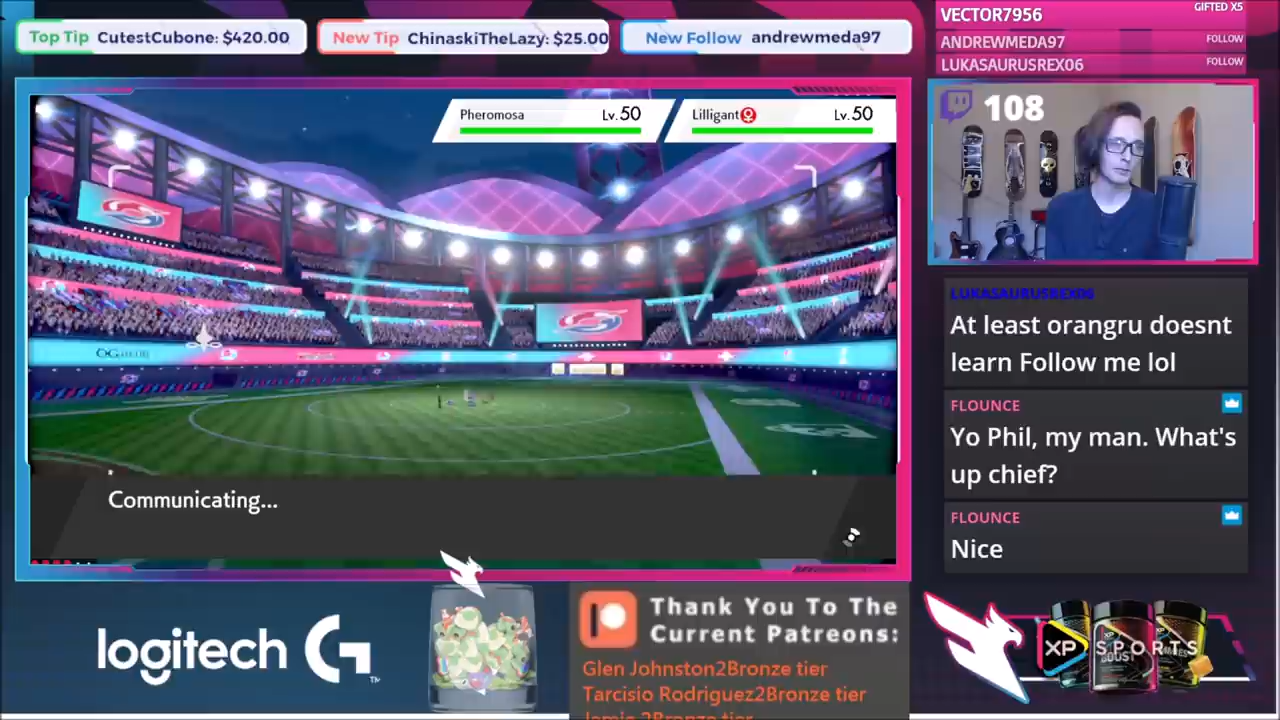 Top Tip CutestCubone: $420.00
New Tip ChinaskiTheLazy: $25.00
New Follow andrewmeda97
VECTOR7956 GIFTED X5
ANDREWMEDA97 FOLLOW
LUKASAURUSREX06 FOLLOW
108
Pheromosa Lv.50
Lilligant Lv.50
LUKASAURUSREX06
At least orangru doesnt
learn Follow me lol
FLOUNCE
Yo Phil, my man. What's
up chief?
FLOUNCE
Nice
Communicating...
logitech G
Thank You To The
Current Patreons:
Glen Johnston2Bronze tier
Tarcisio Rodriguez2Bronze tier
XP SPORTS